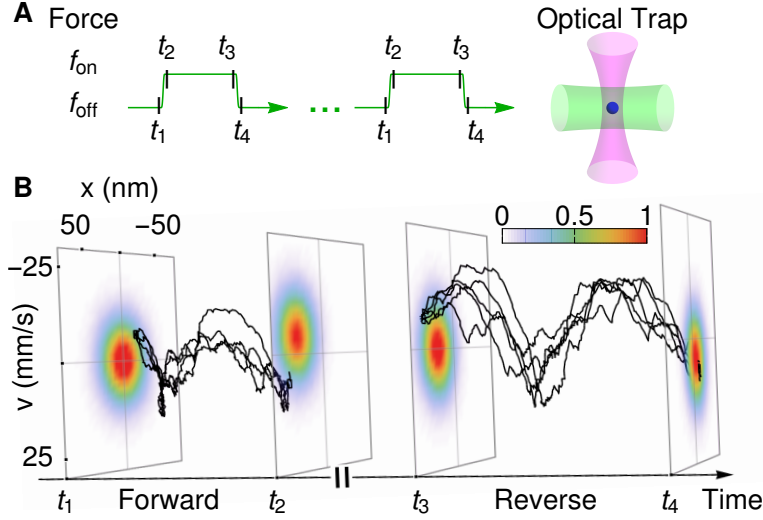 A Force
Optical Trap
t2 t3 t2 t3
fon
foff
...
t1 t4 t1 t4
B x (nm)
50 −50
0 0.5 1
−25
v (mm/s)
25
t1 Forward t2 t3 Reverse t4 Time